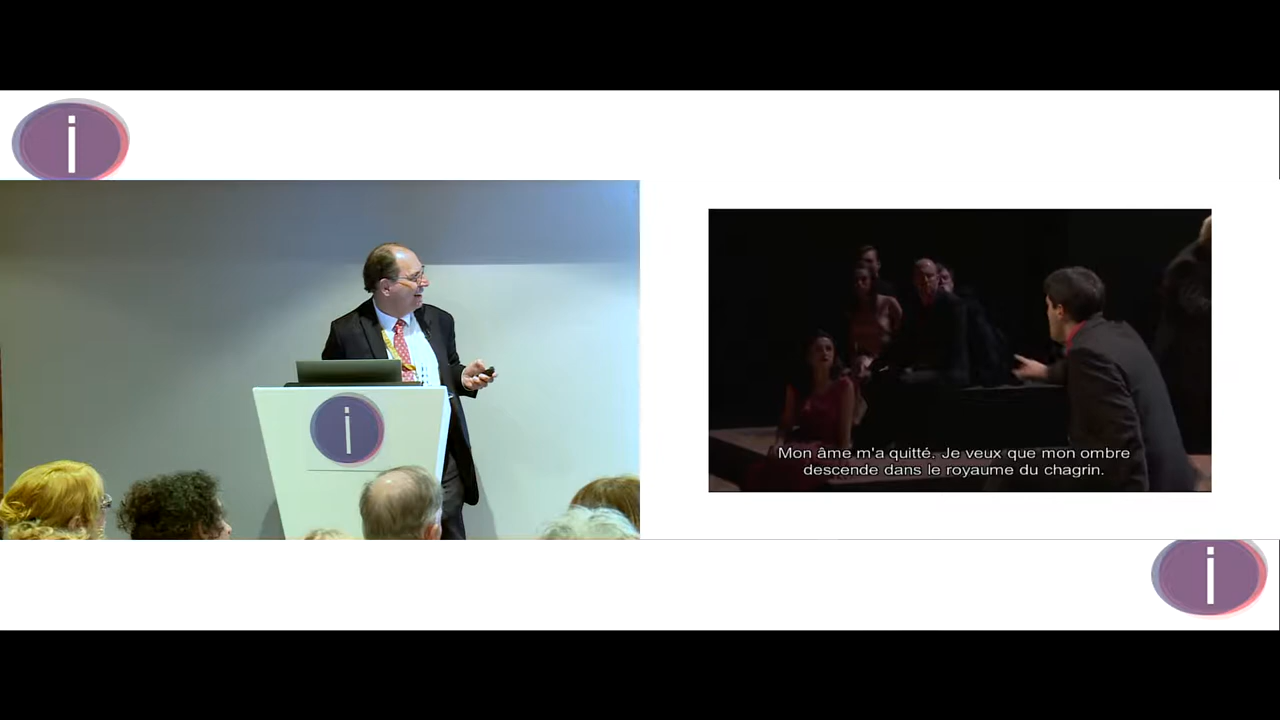 i
i
Mon âme m'a quitté. Je veux que mon ombre
descende dans le royaume du chagrin.
i